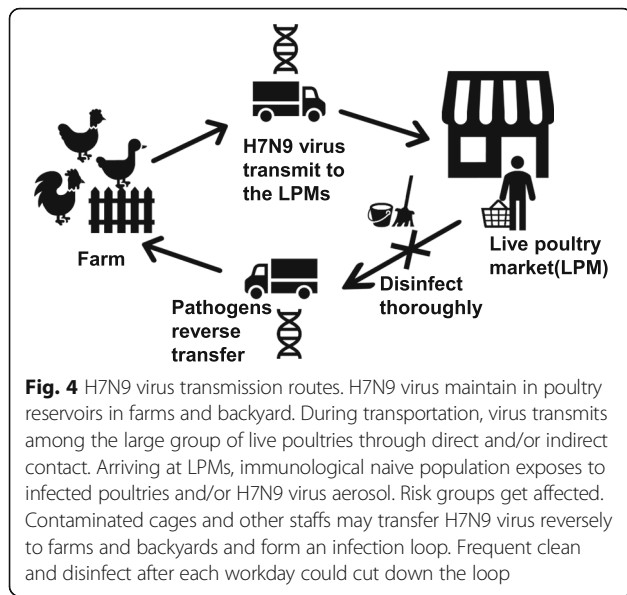 H7N9 virus
transmit to
the LPMs
Farm
Live poultry
market(LPM)
Disinfect
thoroughly
Pathogens
reverse
transfer
Fig. 4 H7N9 virus transmission routes. H7N9 virus maintain in poultry
reservoirs in farms and backyard. During transportation, virus transmits
among the large group of live poultries through direct and/or indirect
contact. Arriving at LPMs, immunological naive population exposes to
infected poultries and/or H7N9 virus aerosol. Risk groups get affected.
Contaminated cages and other staffs may transfer H7N9 virus reversely
to farms and backyards and form an infection loop. Frequent clean
and disinfect after each workday could cut down the loop